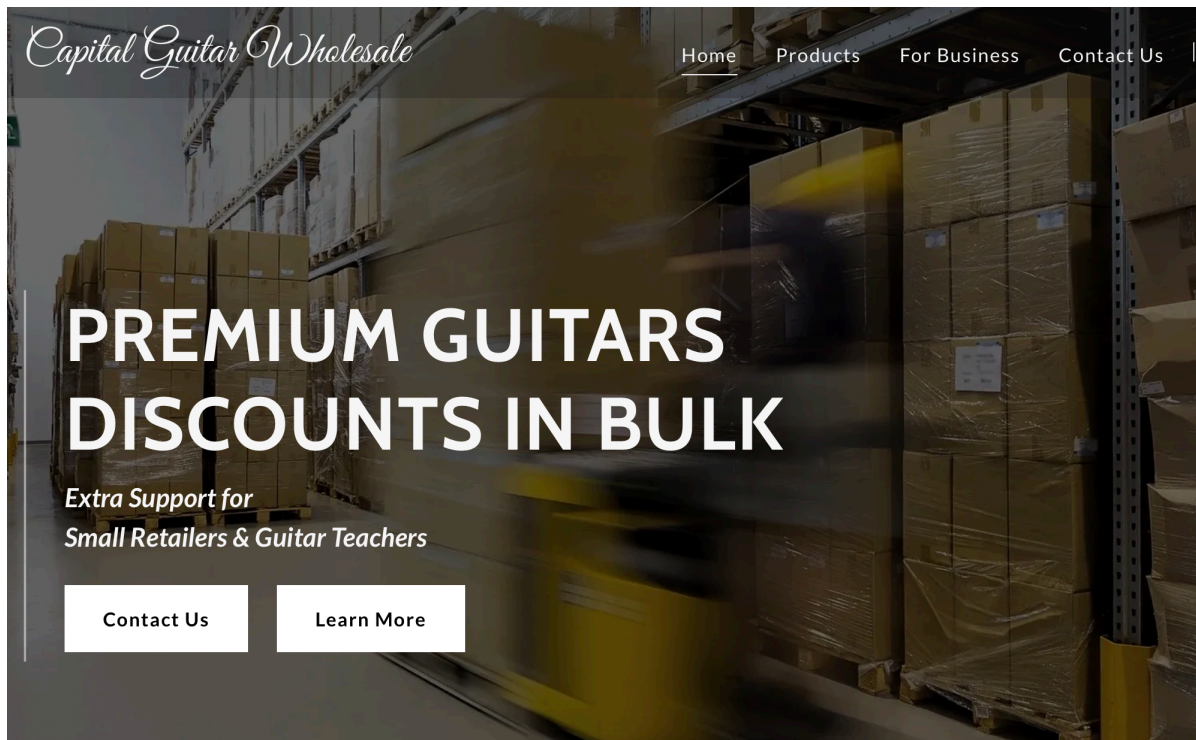 Capital Guitar Wholesale
Home Products For Business Contact Us
PREMIUM GUITARS
DISCOUNTS IN BULK
Extra Support for
Small Retailers & Guitar Teachers
Contact Us Learn More